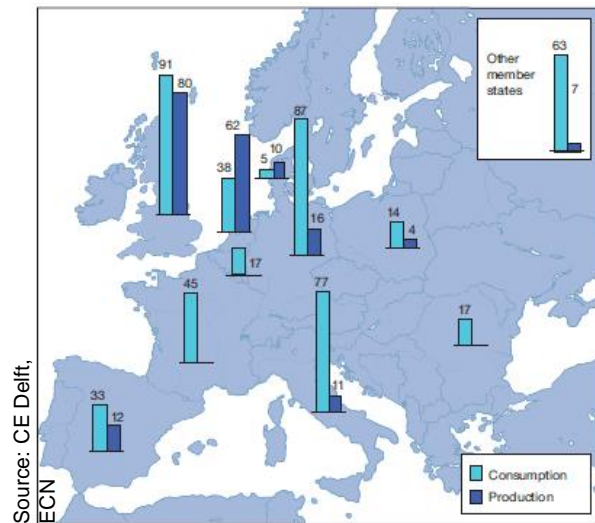 91
80
62
38
5
10
87
16
14
4
17
45
77
11
17
33
12
Other
member
states
63
7
Consumption
Production
Source: CE Delft,
ECN